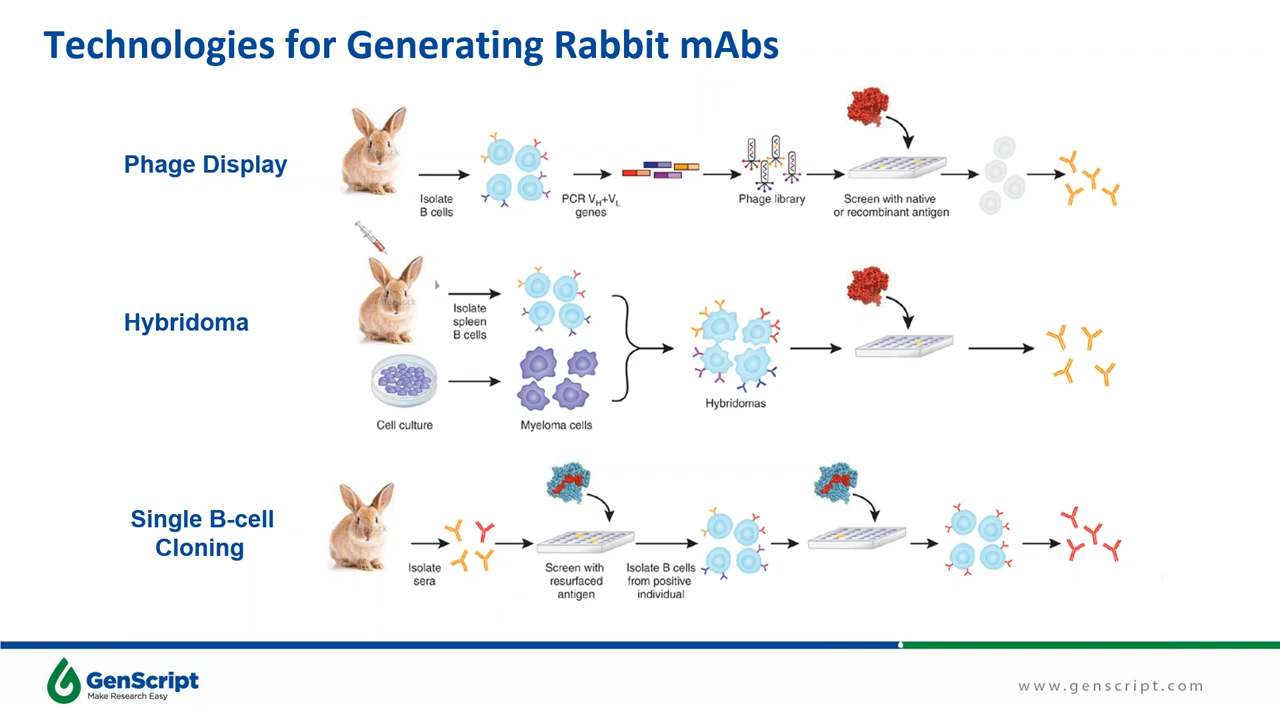 Technologies for Generating Rabbit mAbs
Phage Display
Isolate
B cells
PCR VH+VL
genes
Phage library
Screen with native
or recombinant antigen
Hybridoma
Isolate
spleen
B cells
Cell culture
Myeloma cells
Hybridomas
Single B-cell
Cloning
Isolate
sera
Screen with
resurfaced
antigen
Isolate B cells
from positive
individual
GenScript
Make Research Easy
www.genscript.com